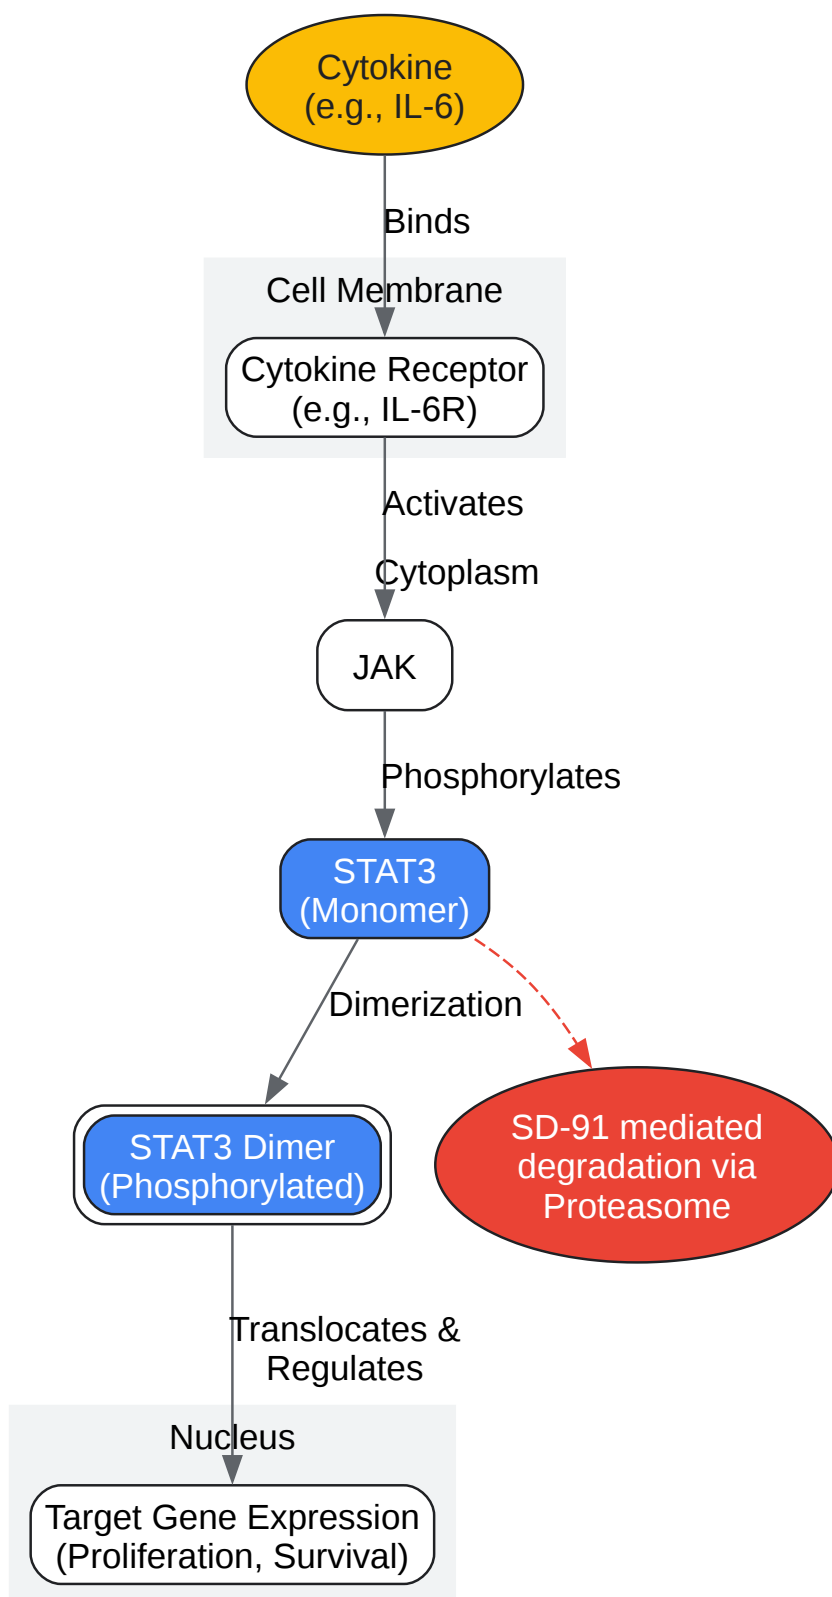 Cytokine
(e.g., IL-6)
Binds
Cell Membrane
Cytokine Receptor
(e.g., IL-6R)
Activates
Cytoplasm
JAK
Phosphorylates
STAT3
(Monomer)
Dimerization
STAT3 Dimer
(Phosphorylated)
SD-91 mediated
degradation via
Proteasome
Translocates &
Regulates
Nucleus
Target Gene Expression
(Proliferation, Survival)